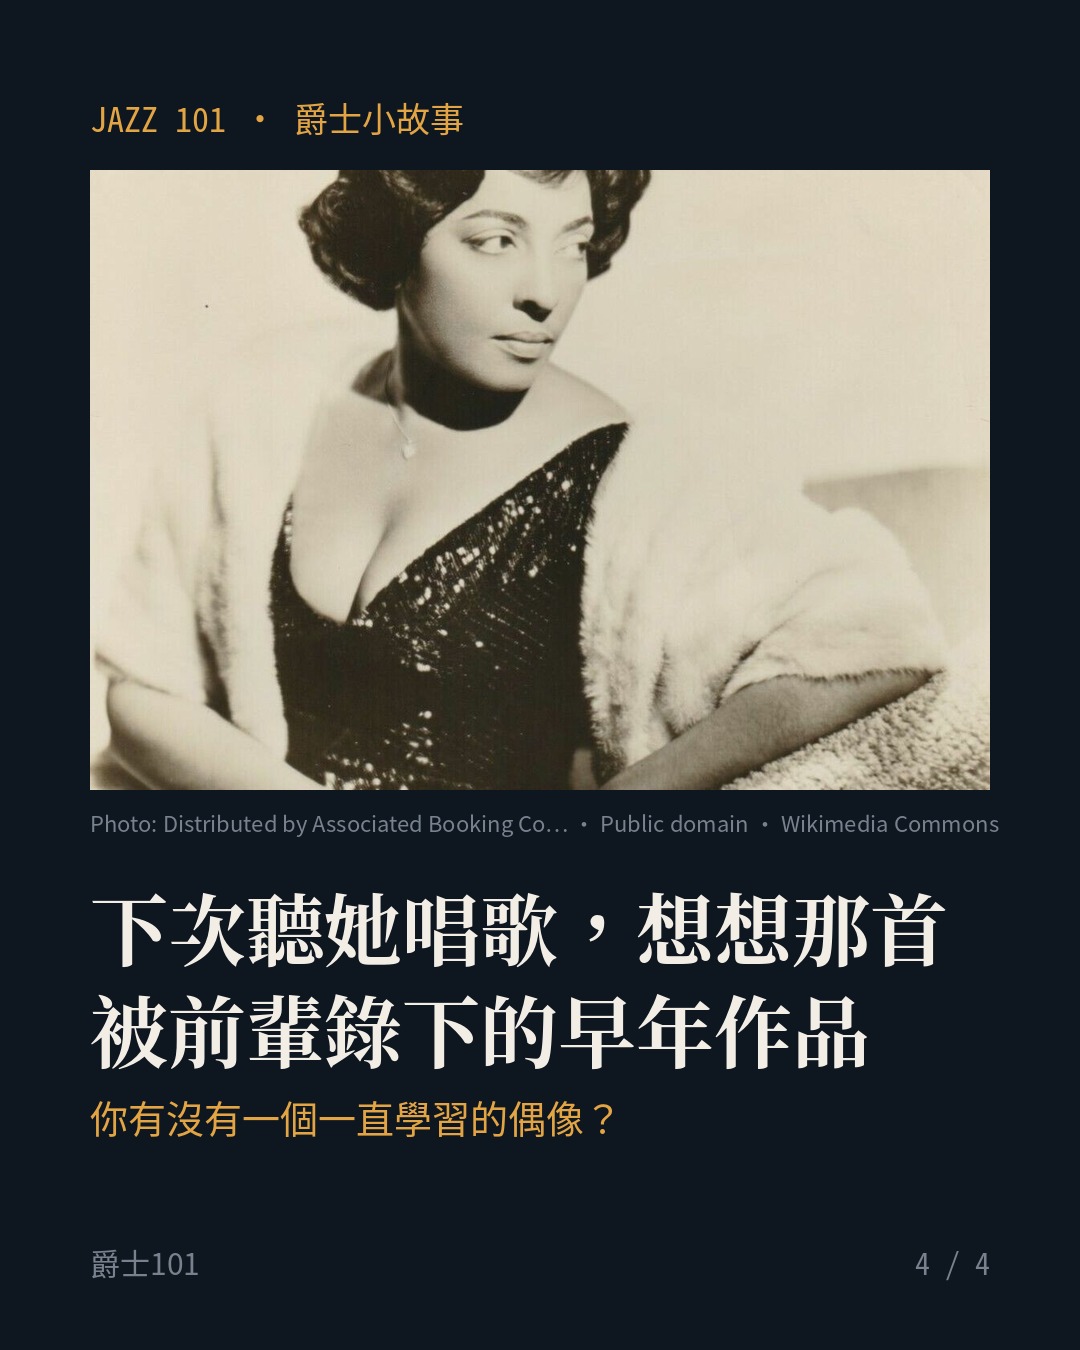 JAZZ 101 · 爵士小故事
Photo: Distributed by Associated Booking Co… · Public domain · Wikimedia Commons
下次聽她唱歌，想想那首
被前輩錄下的早年作品
你有沒有一個一直學習的偶像？
爵士101
4 / 4